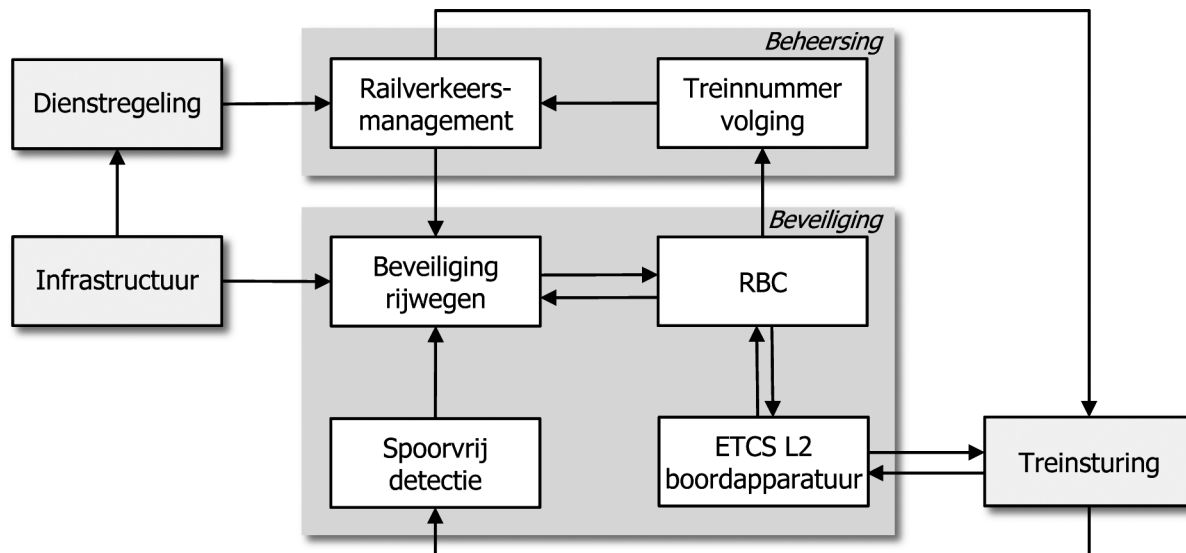 Beheersing
Dienstregeling
Railverkeers-
management
Treinnummer
volging
Beveiliging
Infrastructuur
Beveiliging
rijwegen
RBC
Spoorvrij
detectie
ETCS L2
boordapparatuur
Treinsturing